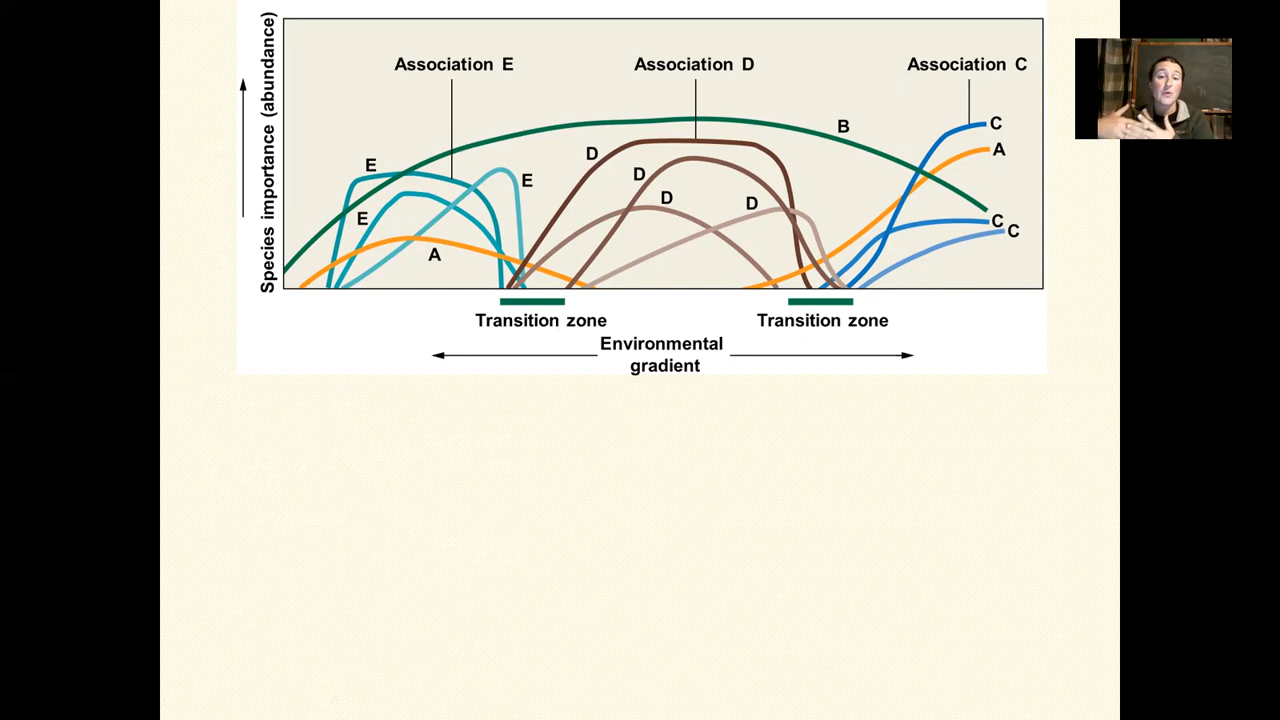 Species importance (abundance)
Association E
Association D
Association C
E
E
E
A
D
D
D
D
B
C
A
C
C
Transition zone
Transition zone
Environmental
gradient